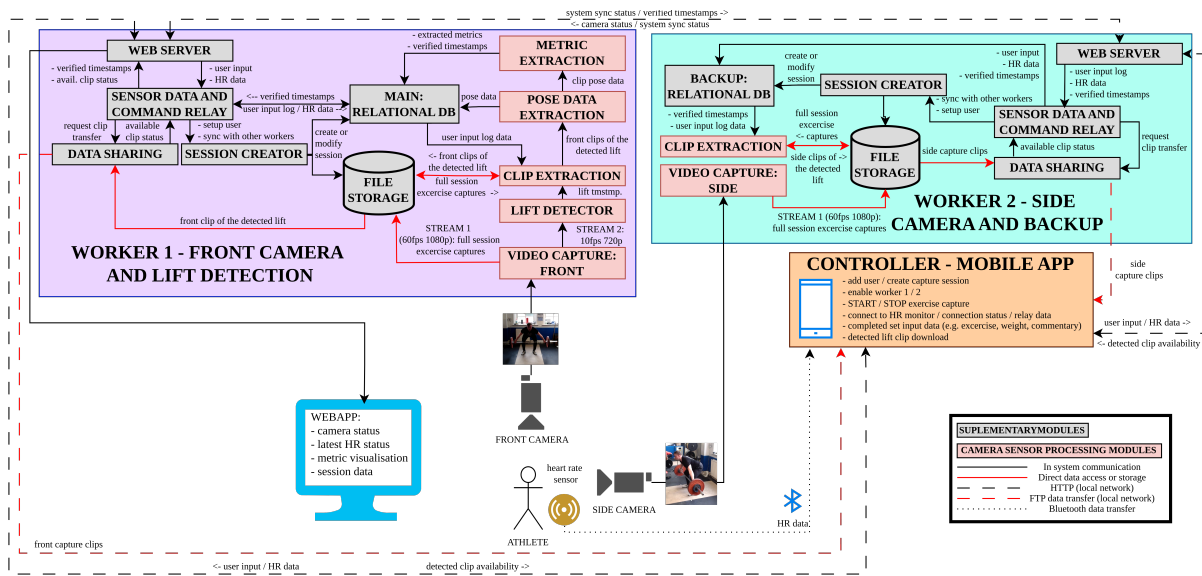 system sync status / verified timestamps ->
<- camera status / system sync status
WEB SERVER
- verified timestamps
- avail. clip status
- user input
- HR data
SENSOR DATA AND
COMMAND RELAY
request clip
transfer
available
clip status
- setup user
- sync with other workers
DATA SHARING
SESSION CREATOR
<-- verified timestamps
user input log / HR data -->
create or
modify
session
- extracted metrics
- verified timestamps
MAIN:
RELATIONAL DB
pose data
user input log data
METRIC
EXTRACTION
clip pose data
POSE DATA
EXTRACTION
front clips of the
detected lift
CLIP EXTRACTION
<- front clips of
the detected lift
full session
excercise captures ->
FILE
STORAGE
lift tmstmp.
LIFT DETECTOR
STREAM 1
(60fps 1080p): full session
excercise captures
STREAM 2:
10fps 720p
VIDEO CAPTURE:
FRONT
front clip of the detected lift
WORKER 1 - FRONT CAMERA
AND LIFT DETECTION
BACKUP:
RELATIONAL DB
create or
modify
session
SESSION CREATOR
- user input
- HR data
- verified timestamps
WEB SERVER
- user input log
- HR data
- verified timestamps
- sync with other workers
- setup user
SENSOR DATA AND
COMMAND RELAY
- verified timestamps
- user input log data
CLIP EXTRACTION
full session
excercise
<- captures
side clips of ->
the detected
lift
FILE
STORAGE
side capture clips
available clip status
request
clip transfer
DATA SHARING
VIDEO CAPTURE:
SIDE
STREAM 1 (60fps 1080p):
full session excercise captures
WORKER 2 - SIDE
CAMERA AND BACKUP
side
capture clips
CONTROLLER - MOBILE APP
- add user / create capture session
- enable worker 1 / 2
- START / STOP exercise capture
- connect to HR monitor / connection status / relay data
- completed set input data (e.g. excercise, weight, commentary)
- detected lift clip download
user input / HR data ->
<- detected clip availability
WEBAPP:
- camera status
- latest HR status
- metric visualisation
- session data
FRONT CAMERA
heart rate
sensor
SIDE CAMERA
ATHLETE
HR data
SUPLEMENTARYMODULES
CAMERA SENSOR PROCESSING MODULES
In system communication
Direct data access or storage
HTTP (local network)
FTP data transfer (local network)
Bluetooth data transfer
front capture clips
<- user input / HR data
detected clip availability ->